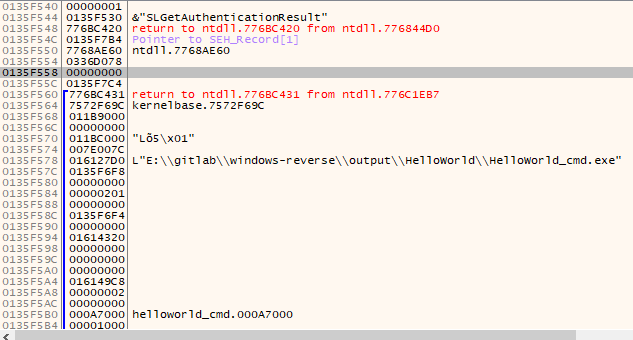 0135F540 00000001
0135F544 0135F530 &"SLGetAuthenticationResult"
0135F548 776BC420 return to ntdll.776BC420 from ntdll.776844D0
0135F54C 0135F7B4 Pointer to SEH_Record[1]
0135F550 7768AE60 ntdll.7768AE60
0135F554 0336D078
0135F558 00000000
0135F55C 0135F7C4
0135F560 776BC431 return to ntdll.776BC431 from ntdll.776C1EB7
0135F564 7572F69C kernelbase.7572F69C
0135F568 011B9000
0135F56C 00000000
0135F570 011BC000 "Lõ5\x01"
0135F574 007E007C
0135F578 016127D0 L"E:\\gitlab\\windows-reverse\\output\\HelloWorld\\HelloWorld_cmd.exe"
0135F57C 0135F6F8
0135F580 00000000
0135F584 00000201
0135F588 00000000
0135F58C 0135F6F4
0135F590 00000000
0135F594 01614320
0135F598 00000000
0135F59C 00000000
0135F5A0 00000000
0135F5A4 016149C8
0135F5A8 00000002
0135F5AC 00000000
0135F5B0 000A7000 helloworld_cmd.000A7000
0135F5B4 00001000